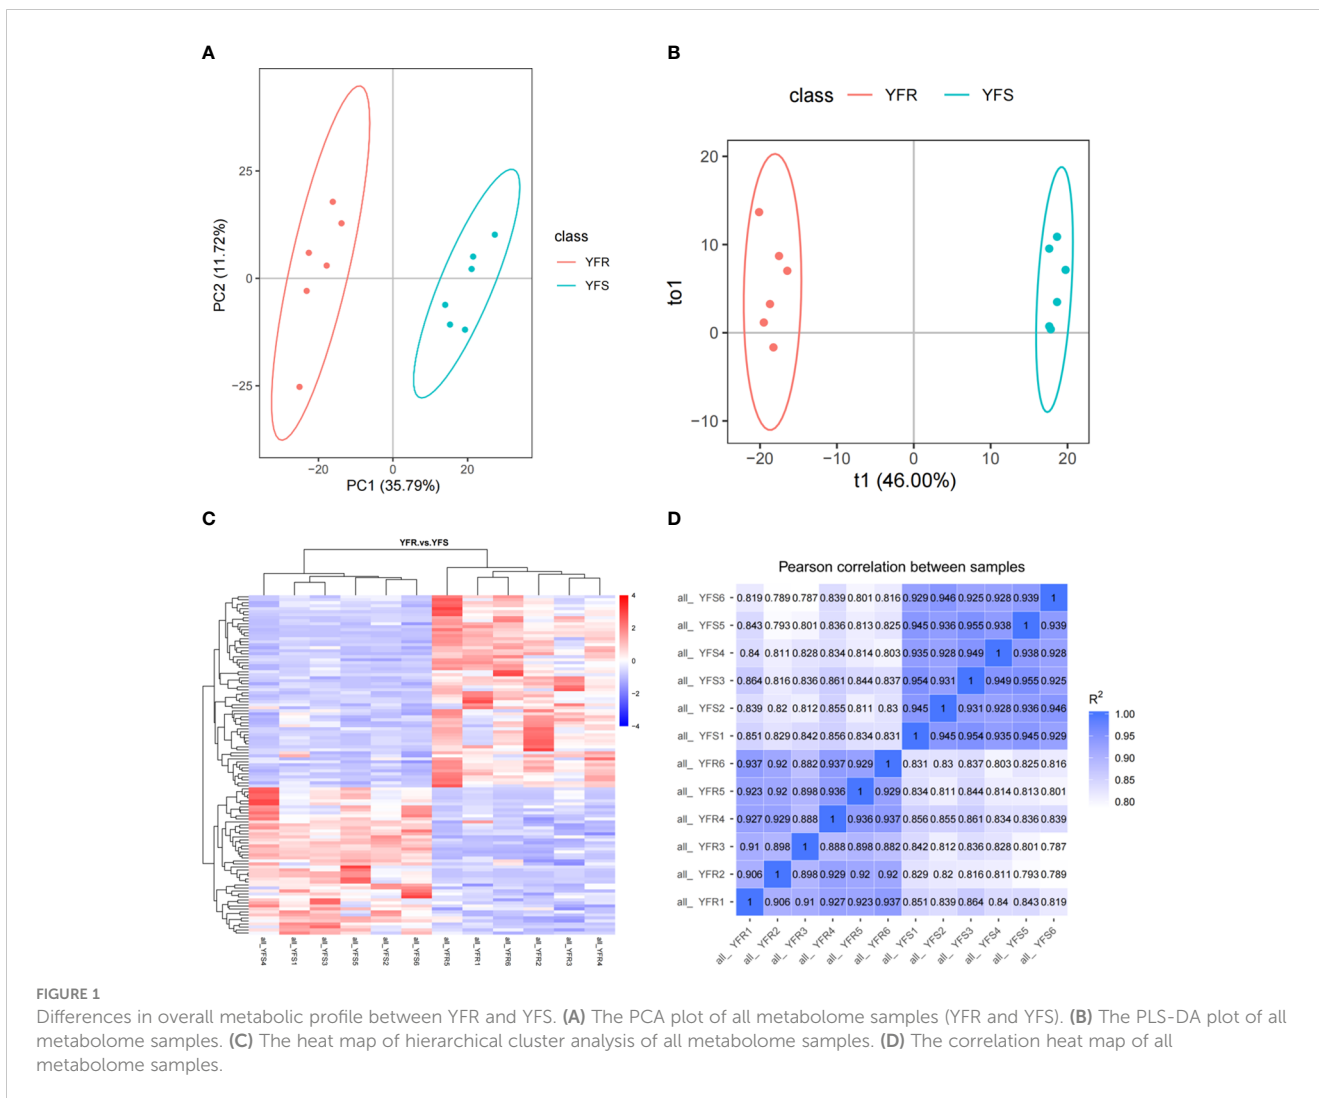 A
25
0
−25
PC2 (11.72%)
−20
0
20
PC1 (35.79%)
class
YFR
YFS
B
class
YFR
YFS
20
10
0
−10
to1
−20
−10
0
10
20
t1 (46.00%)
C
YFR.vs.YFS
4
2
0
−2
−4
all_YFS4
all_YFS1
all_YFS3
all_YFS5
all_YFS2
all_YFS6
all_YFR5
all_YFR1
all_YFR6
all_YFR2
all_YFR3
all_YFR4
D
Pearson correlation between samples
all_ YFS6 0.819 0.789 0.787 0.839 0.801 0.816 0.929 0.946 0.925 0.928 0.939 1
all_ YFS5 0.843 0.793 0.801 0.836 0.813 0.825 0.945 0.936 0.955 0.938 1 0.939
all_ YFS4 0.84 0.811 0.828 0.834 0.814 0.803 0.935 0.928 0.949 1 0.938 0.928
all_ YFS3 0.864 0.816 0.836 0.861 0.844 0.837 0.954 0.931 1 0.949 0.955 0.925
all_ YFS2 0.839 0.82 0.812 0.855 0.811 0.83 0.945 1 0.931 0.928 0.936 0.946
all_ YFS1 0.851 0.829 0.842 0.856 0.834 0.831 1 0.945 0.954 0.935 0.945 0.929
all_ YFR6 0.937 0.92 0.882 0.937 0.929 1 0.831 0.83 0.837 0.803 0.825 0.816
all_ YFR5 0.923 0.92 0.898 0.936 1 0.929 0.834 0.811 0.844 0.814 0.813 0.801
all_ YFR4 0.927 0.929 0.888 1 0.936 0.937 0.856 0.855 0.861 0.834 0.836 0.839
all_ YFR3 0.91 0.898 1 0.888 0.898 0.882 0.842 0.812 0.836 0.828 0.801 0.787
all_ YFR2 0.906 1 0.898 0.929 0.92 0.92 0.829 0.82 0.816 0.811 0.793 0.789
all_ YFR1 1 0.906 0.91 0.927 0.923 0.937 0.851 0.839 0.864 0.84 0.843 0.819
all_ YFR1
all_ YFR2
all_ YFR3
all_ YFR4
all_ YFR5
all_ YFR6
all_ YFS1
all_ YFS2
all_ YFS3
all_ YFS4
all_ YFS5
all_ YFS6
R²
1.00
0.95
0.90
0.85
0.80
FIGURE 1
Differences in overall metabolic profile between YFR and YFS. (A) The PCA plot of all metabolome samples (YFR and YFS). (B) The PLS-DA plot of all
metabolome samples. (C) The heat map of hierarchical cluster analysis of all metabolome samples. (D) The correlation heat map of all
metabolome samples.